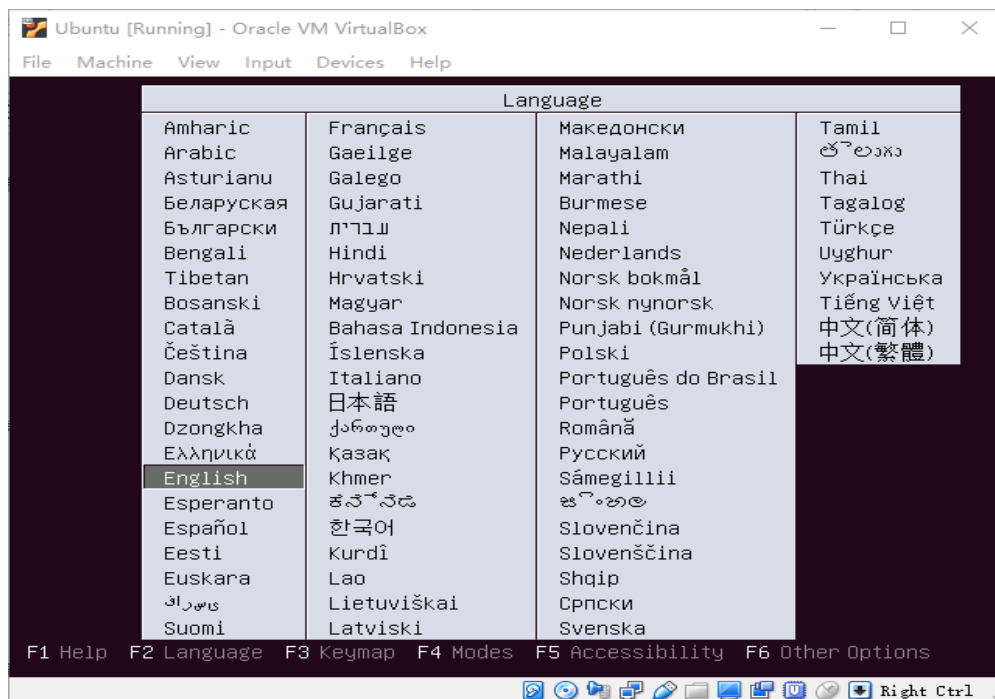 Ubuntu [Running] - Oracle VM VirtualBox
File Machine View Input Devices Help
Language
Amharic
Arabic
Asturianu
Беларуская
Български
Bengali
Tibetan
Bosanski
Català
Čeština
Dansk
Deutsch
Dzongkha
Ελληνικά
English
Esperanto
Español
Eesti
Euskara
فارسی
Suomi
Français
Gaeilge
Galego
Gujarati
עברית
Hindi
Hrvatski
Magyar
Bahasa Indonesia
Íslenska
Italiano
日本語
ქართული
Қазақ
Khmer
ಕನ್ನಡ
한국어
Kurdî
Lao
Lietuviškai
Latviski
Македонски
Malayalam
Marathi
Burmese
Nepali
Nederlands
Norsk bokmål
Norsk nynorsk
Punjabi (Gurmukhi)
Polski
Português do Brasil
Português
Română
Русский
Sámegillii
සිංහල
Slovenčina
Slovenščina
Shqip
Српски
Svenska
Tamil
తెలుగు
Thai
Tagalog
Türkçe
Uyghur
Українська
Tiếng Việt
中文(简体)
中文(繁體)
F1 Help F2 Language F3 Keymap F4 Modes F5 Accessibility F6 Other Options
Right Ctrl